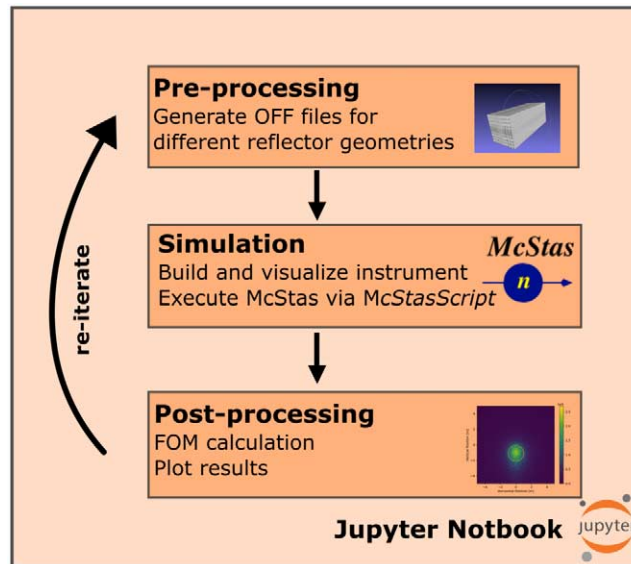 Pre-processing
Generate OFF files for
different reflector geometries
re-iterate
Simulation
McStas
n
Build and visualize instrument
Execute McStas via McStasScript
Post-processing
FOM calculation
Plot results
Jupyter Notbook
jupyter